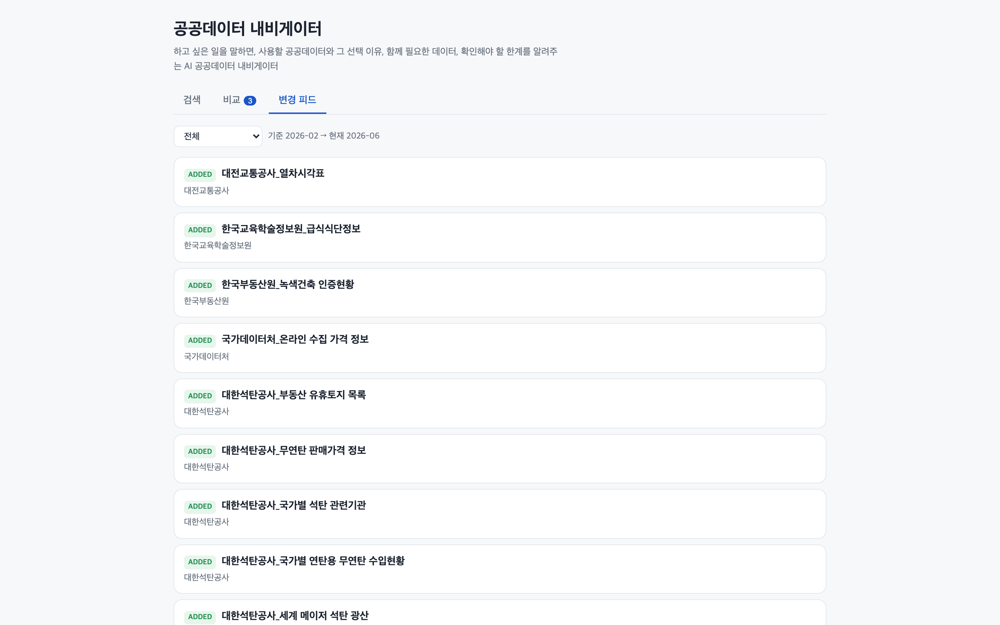 공공데이터 내비게이터
하고 싶은 일을 말하면, 사용할 공공데이터와 그 선택 이유, 함께 필요한 데이터, 확인해야 할 한계를 알려주
는 AI 공공데이터 내비게이터
검색 비교 3 변경 피드
전체 기준 2026-02 → 현재 2026-06
ADDED 대전교통공사_열차시각표
대전교통공사
ADDED 한국교육학술정보원_급식식단정보
한국교육학술정보원
ADDED 한국부동산원_녹색건축 인증현황
한국부동산원
ADDED 국가데이터처_온라인 수집 가격 정보
국가데이터처
ADDED 대한석탄공사_부동산 유휴토지 목록
대한석탄공사
ADDED 대한석탄공사_무연탄 판매가격 정보
대한석탄공사
ADDED 대한석탄공사_국가별 석탄 관련기관
대한석탄공사
ADDED 대한석탄공사_국가별 연탄용 무연탄 수입현황
대한석탄공사
ADDED 대한석탄공사_세계 메이저 석탄 광산